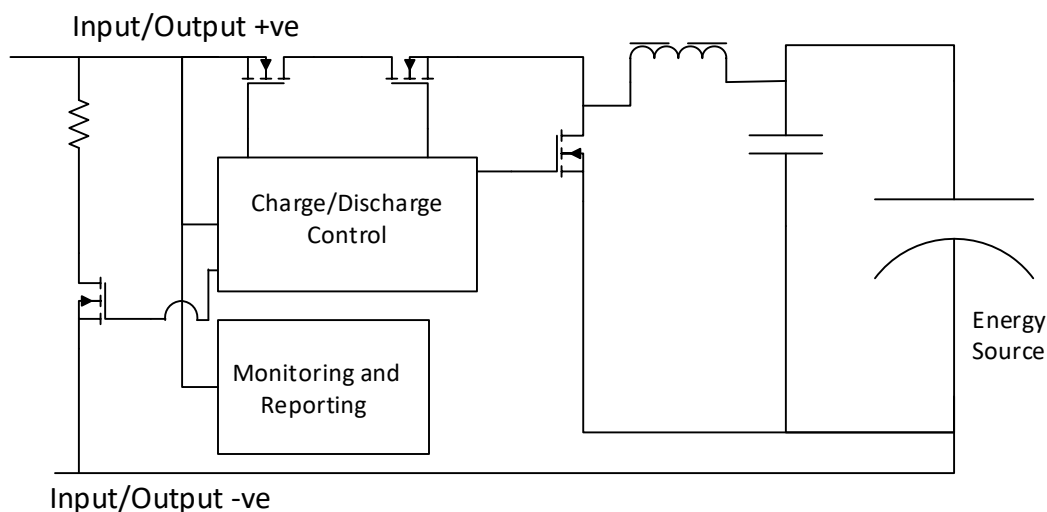 Input/Output +ve
Charge/Discharge
Control
Monitoring and
Reporting
Energy
Source
Input/Output -ve